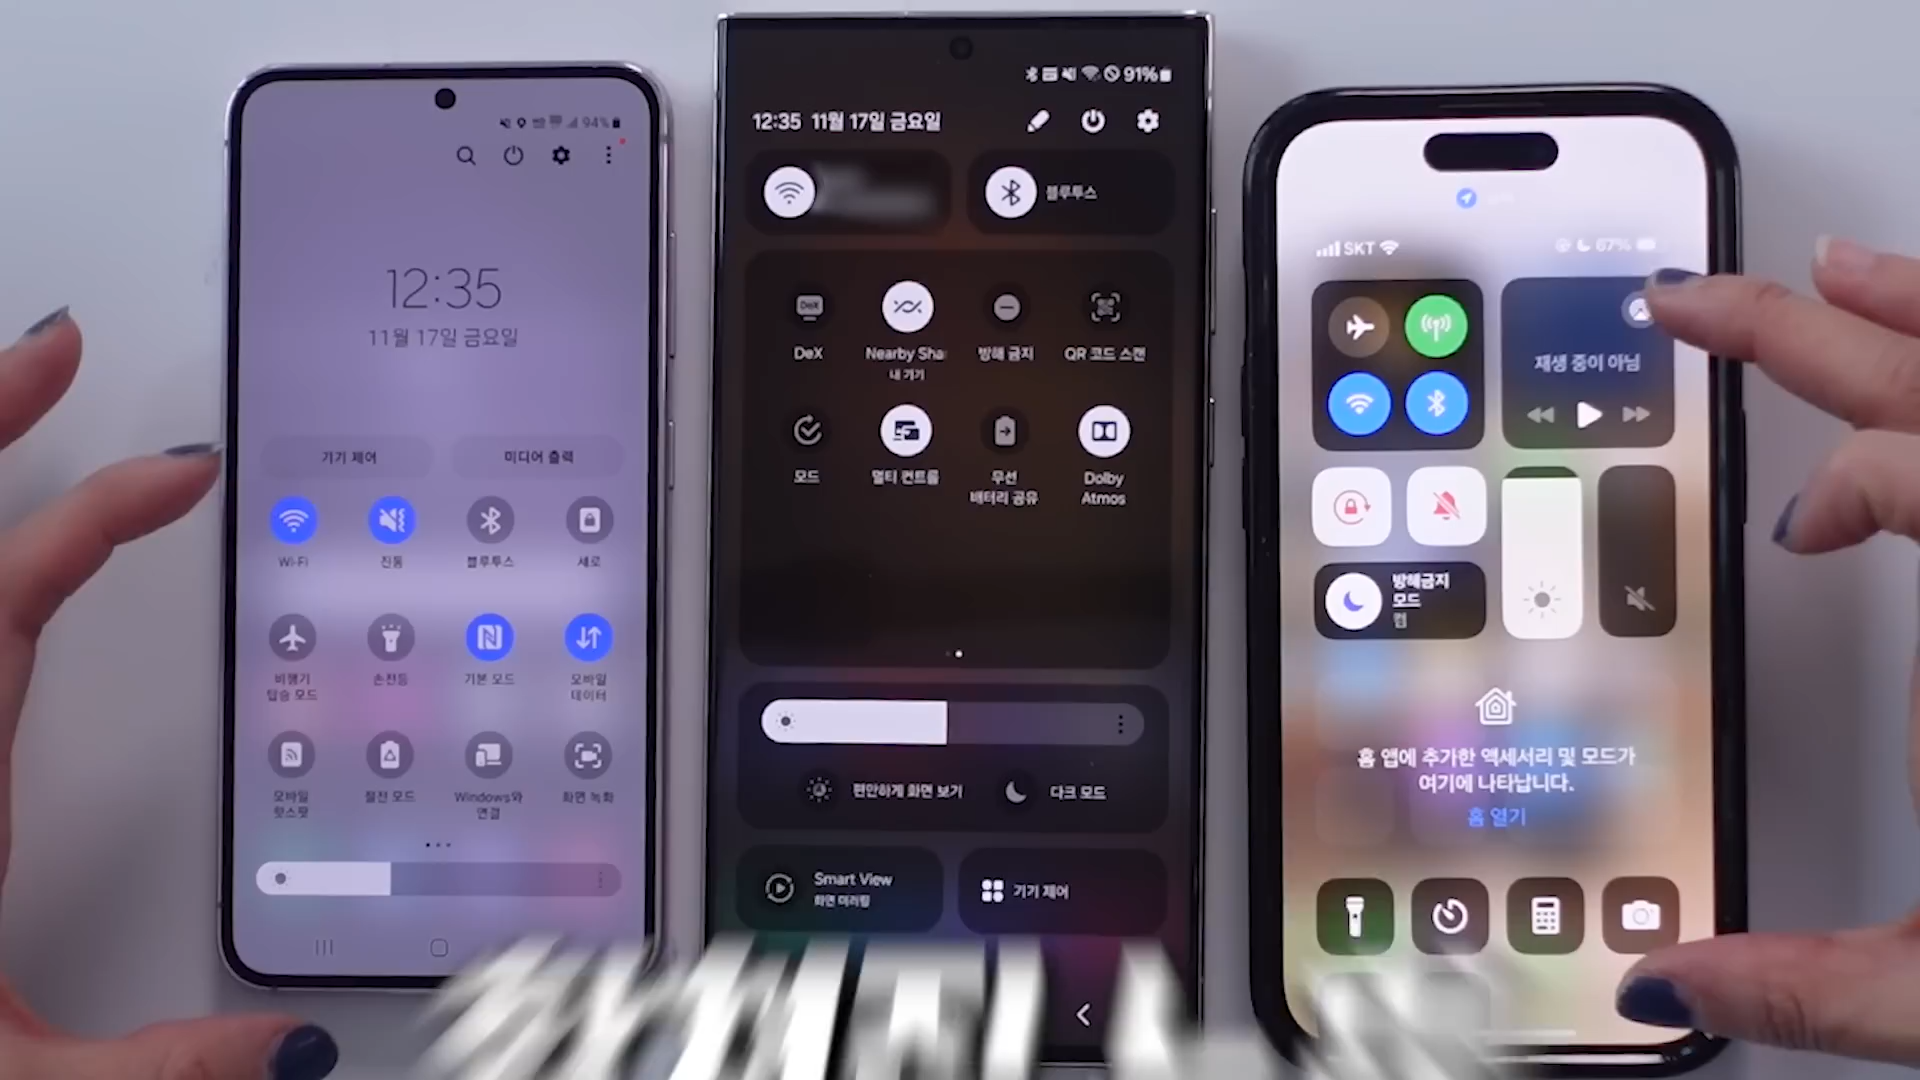 94%
12:35
11월 17일 금요일
기기 제어
미디어 출력
Wi-Fi
진동
블루투스
세로
비행기
탑승 모드
손전등
기본 모드
모바일
데이터
모바일
핫스팟
절전 모드
Windows와
연결
화면 녹화
91%
12:35 11월 17일 금요일
블루투스
DeX
DeX
Nearby Sha
내 기기
방해 금지
QR 코드 스캔
모드
멀티 컨트롤
무선
배터리 공유
Dolby
Atmos
편안하게 화면 보기
다크 모드
Smart View
화면 미러링
기기 제어
SKT
67%
재생 중이 아님
방해금지
모드
켬
홈 앱에 추가한 액세서리 및 모드가
여기에 나타납니다.
홈 열기